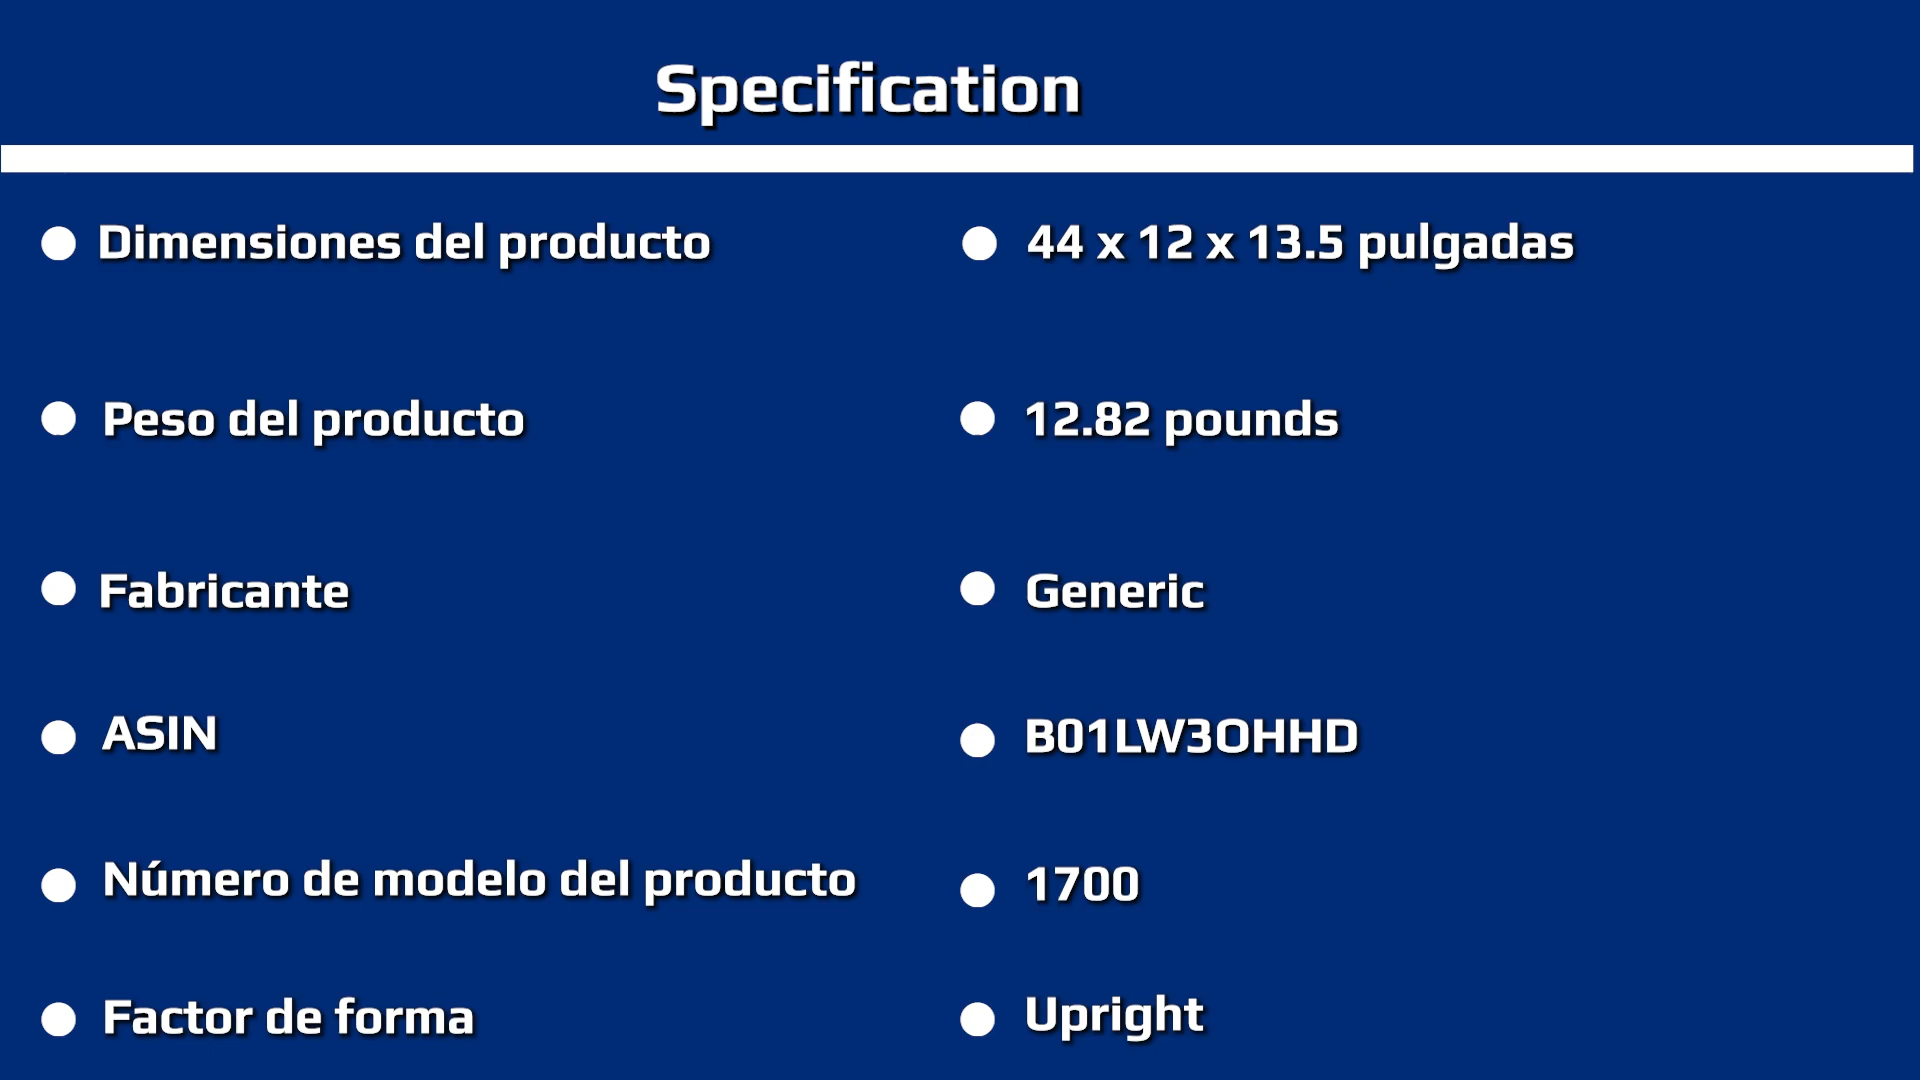 Specification
Dimensiones del producto
44 x 12 x 13.5 pulgadas
Peso del producto
12.82 pounds
Fabricante
Generic
ASIN
B01LW3OHHD
Número de modelo del producto
1700
Factor de forma
Upright